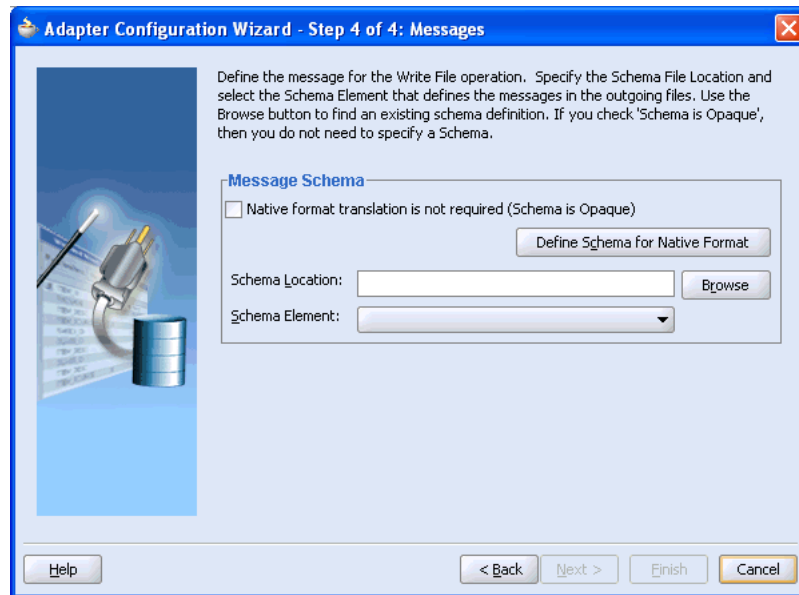 Adapter Configuration Wizard - Step 4 of 4: Messages
Define the message for the Write File operation. Specify the Schema File Location and
select the Schema Element that defines the messages in the outgoing files. Use the
Browse button to find an existing schema definition. If you check 'Schema is Opaque',
then you do not need to specify a Schema.
Message Schema
Native format translation is not required (Schema is Opaque)
Define Schema for Native Format
Schema Location:
Browse
Schema Element:
Help
< Back
Next >
Finish
Cancel